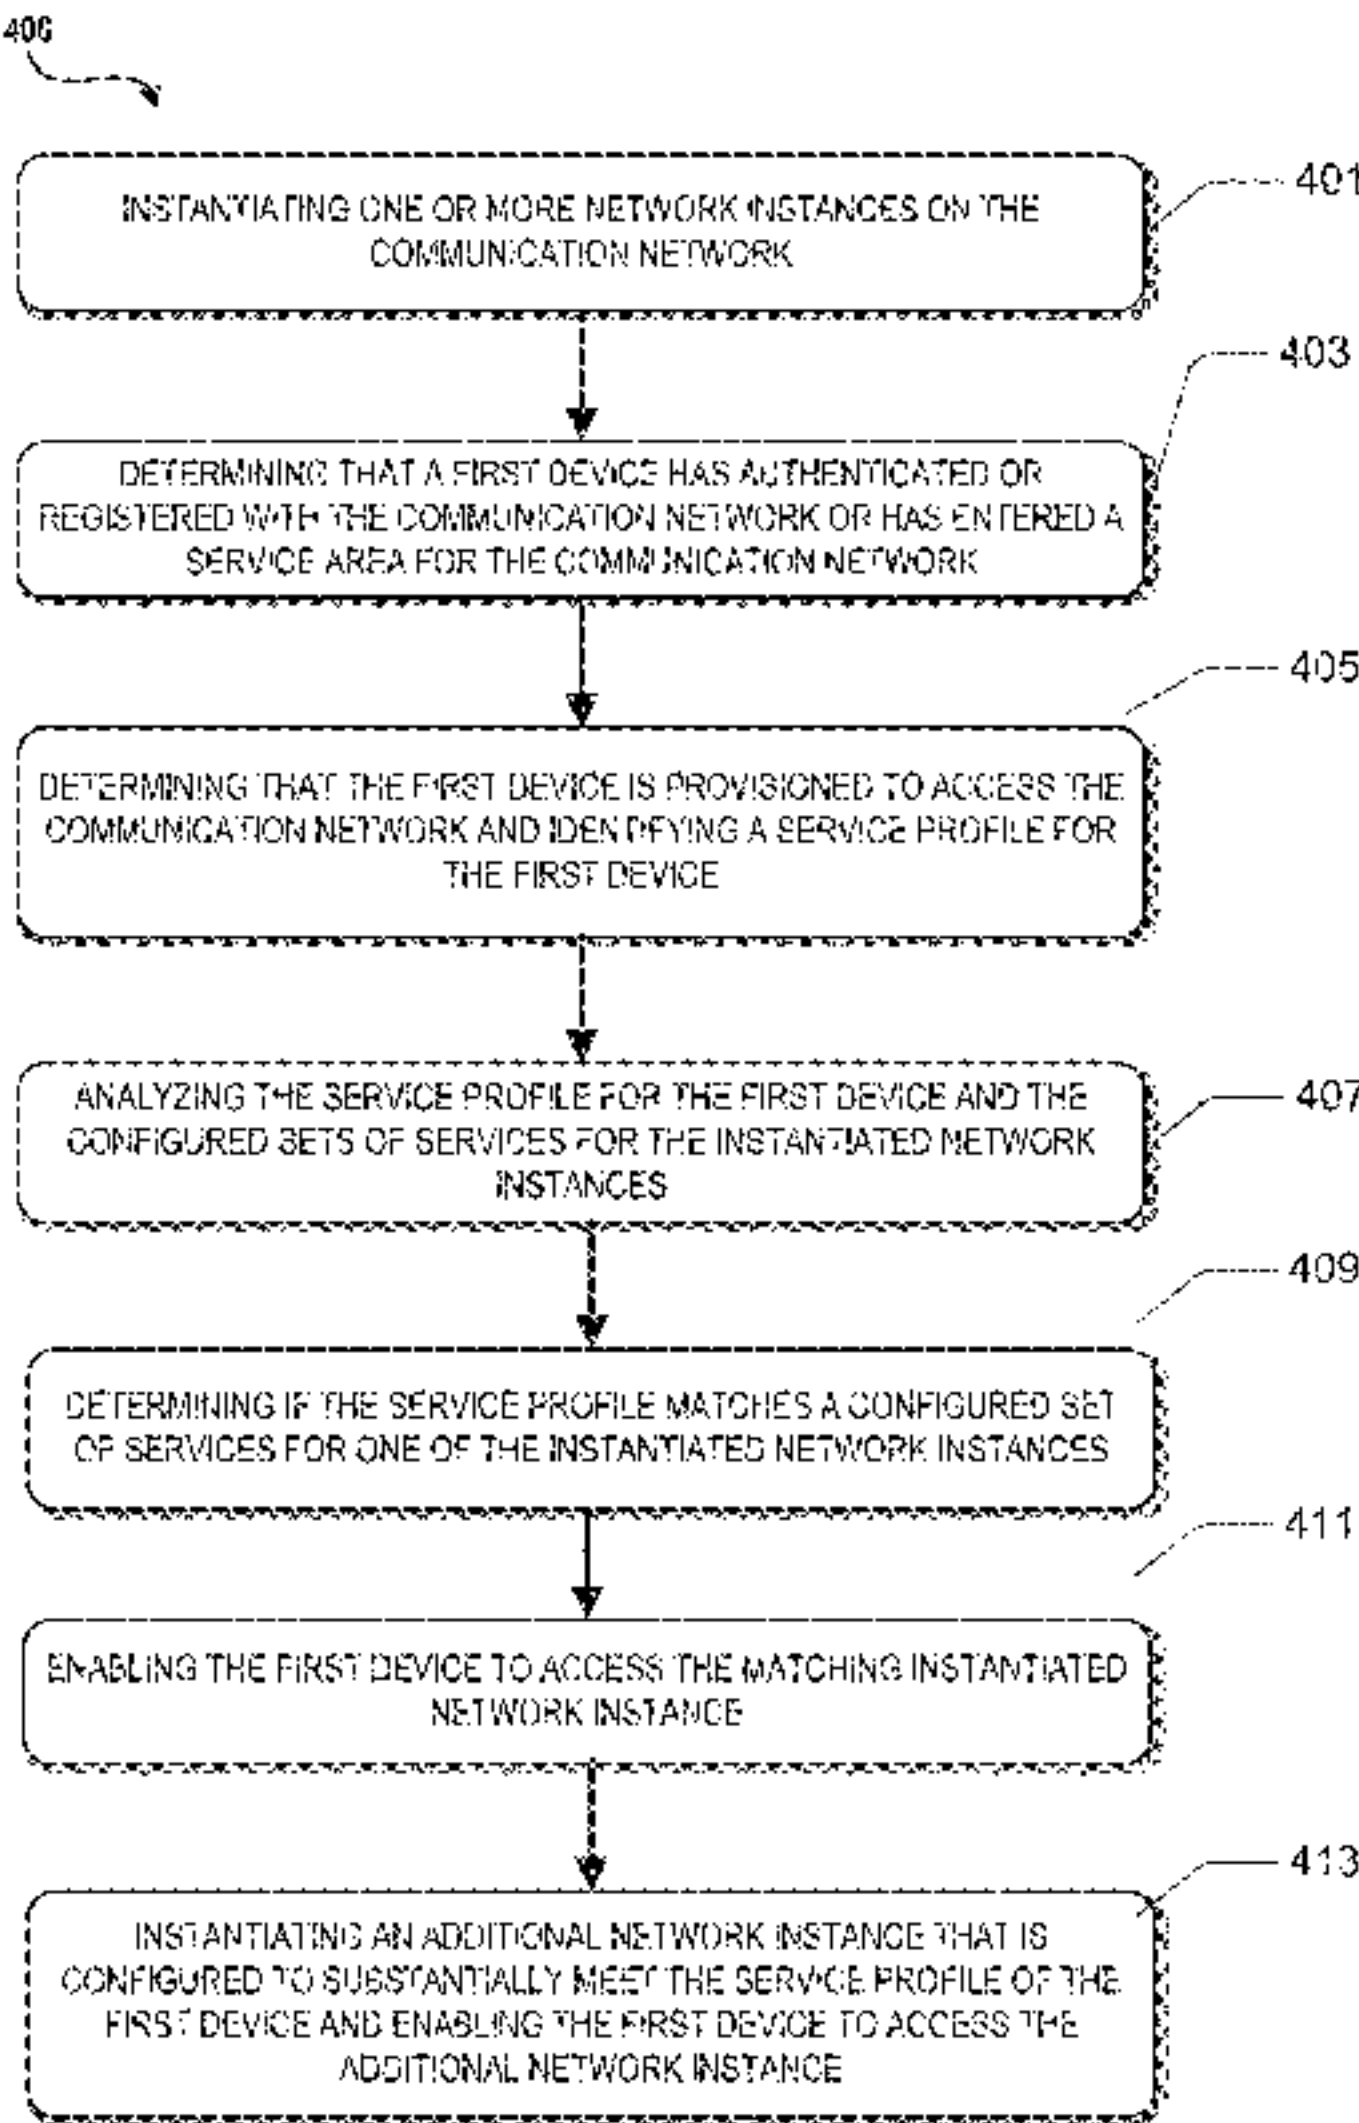 400
INSTANTIATING ONE OR MORE NETWORK INSTANCES ON THE
COMMUNICATION NETWORK
401
403
DETERMINING THAT A FIRST DEVICE HAS AUTHENTICATED OR
REGISTERED WITH THE COMMUNICATION NETWORK OR HAS ENTERED A
SERVICE AREA FOR THE COMMUNICATION NETWORK
405
DETERMINING THAT THE FIRST DEVICE IS PROVISIONED TO ACCESS THE
COMMUNICATION NETWORK AND IDENTIFYING A SERVICE PROFILE FOR
THE FIRST DEVICE
407
ANALYZING THE SERVICE PROFILE FOR THE FIRST DEVICE AND THE
CONFIGURED SETS OF SERVICES FOR THE INSTANTIATED NETWORK
INSTANCES
409
DETERMINING IF THE SERVICE PROFILE MATCHES A CONFIGURED SET
OF SERVICES FOR ONE OF THE INSTANTIATED NETWORK INSTANCES
411
ENABLING THE FIRST DEVICE TO ACCESS THE MATCHING INSTANTIATED
NETWORK INSTANCE
413
INSTANTIATING AN ADDITIONAL NETWORK INSTANCE THAT IS
CONFIGURED TO SUBSTANTIALLY MEET THE SERVICE PROFILE OF THE
FIRST DEVICE AND ENABLING THE FIRST DEVICE TO ACCESS THE
ADDITIONAL NETWORK INSTANCE